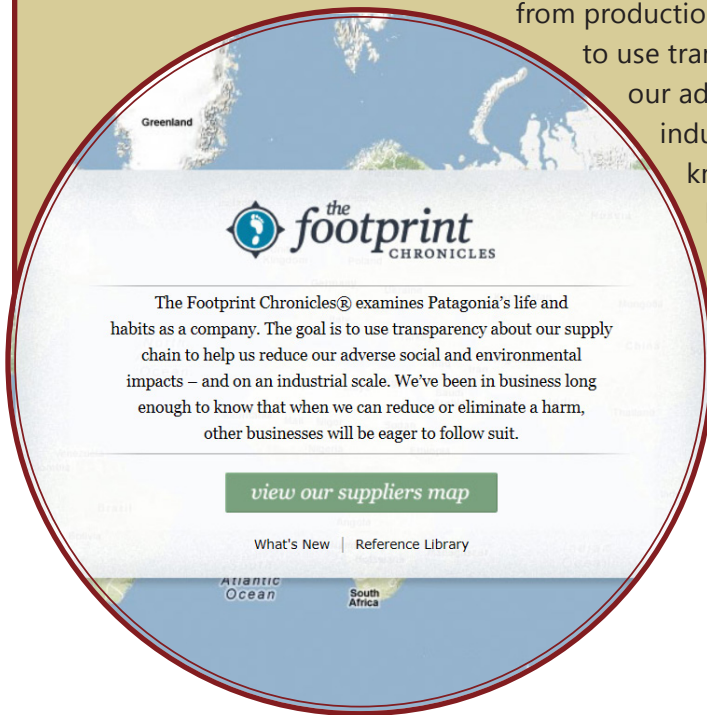 from production
to use tran
our ad
indu
kn
Greenland
the
footprint
CHRONICLES
The Footprint Chronicles® examines Patagonia's life and
habits as a company. The goal is to use transparency about our supply
chain to help us reduce our adverse social and environmental
impacts – and on an industrial scale. We've been in business long
enough to know that when we can reduce or eliminate a harm,
other businesses will be eager to follow suit.
view our suppliers map
What's New | Reference Library
Atlantic
Ocean
South
Africa